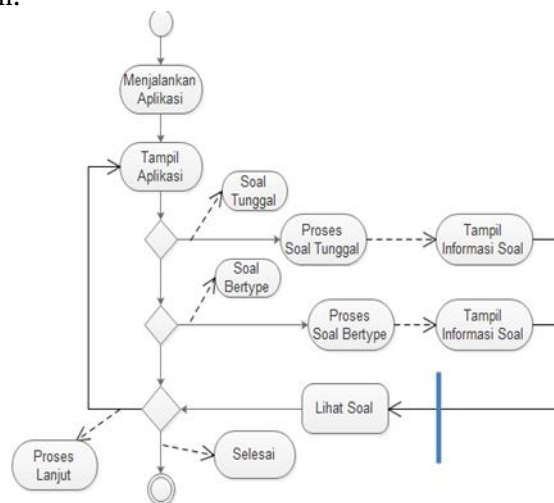 Menjalankan
Aplikasi
Tampil
Aplikasi
Soal
Tunggal
Proses
Soal Tunggal
Tampil
Informasi Soal
Soal
Bertype
Proses
Soal Bertype
Tampil
Informasi Soal
Lihat Soal
Proses
Lanjut
Selesai